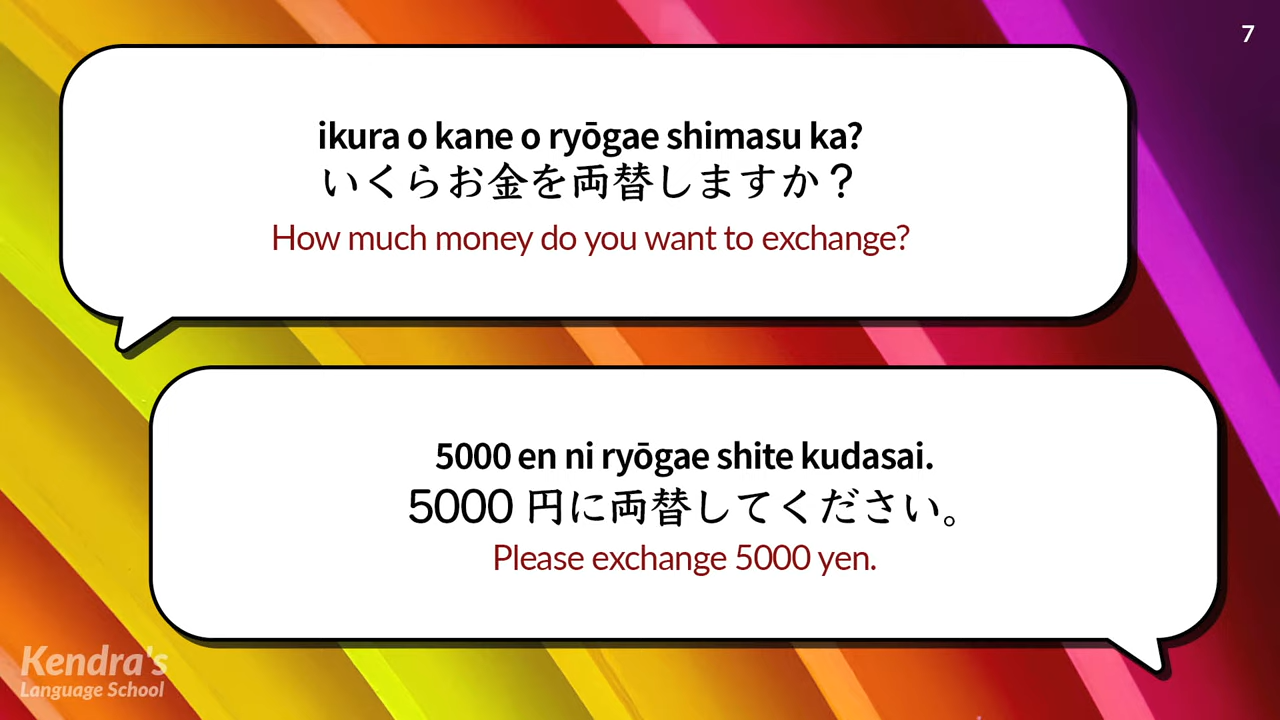 7
ikura o kane o ryōgae shimasu ka?
いくらお金を両替しますか？
How much money do you want to exchange?
5000 en ni ryōgae shite kudasai.
5000 円に両替してください。
Please exchange 5000 yen.
Kendra's
Language School